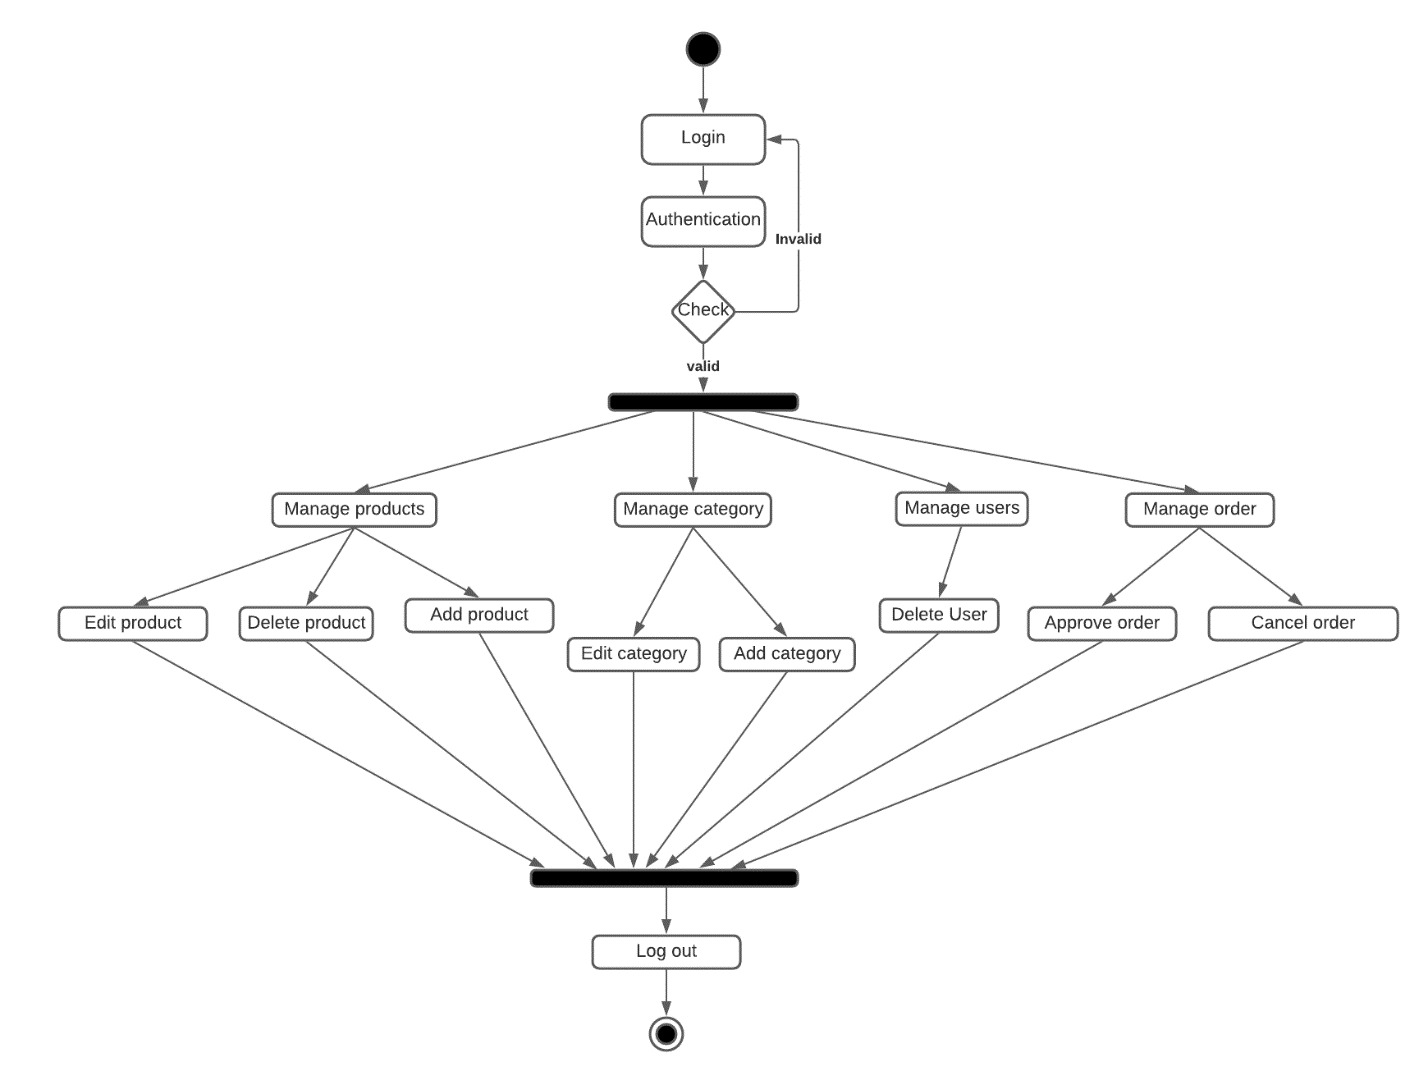 Login
Authentication
Invalid
Check
valid
Manage products
Manage category
Manage users
Manage order
Edit product
Delete product
Add product
Edit category
Add category
Delete User
Approve order
Cancel order
Log out